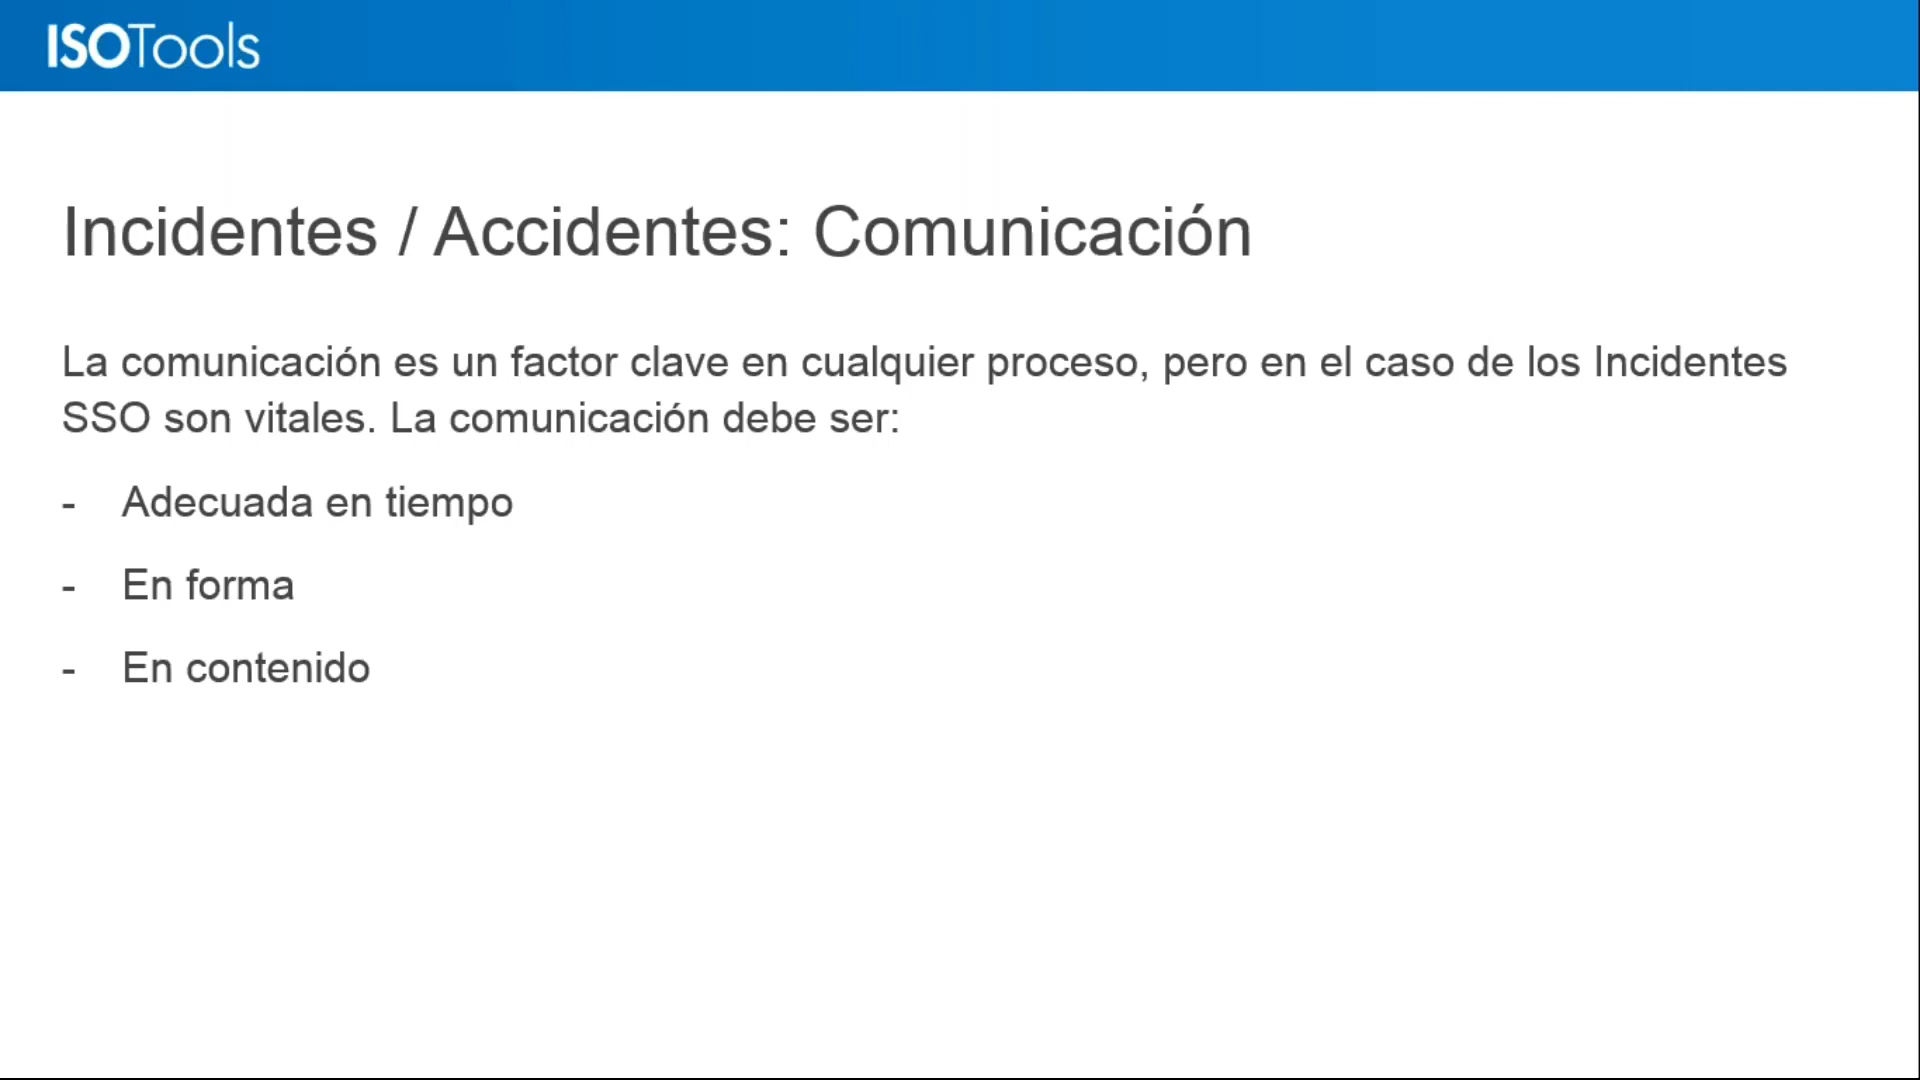 ISOTools
Incidentes / Accidentes: Comunicación
La comunicación es un factor clave en cualquier proceso, pero en el caso de los Incidentes
SSO son vitales. La comunicación debe ser:
- Adecuada en tiempo
- En forma
- En contenido